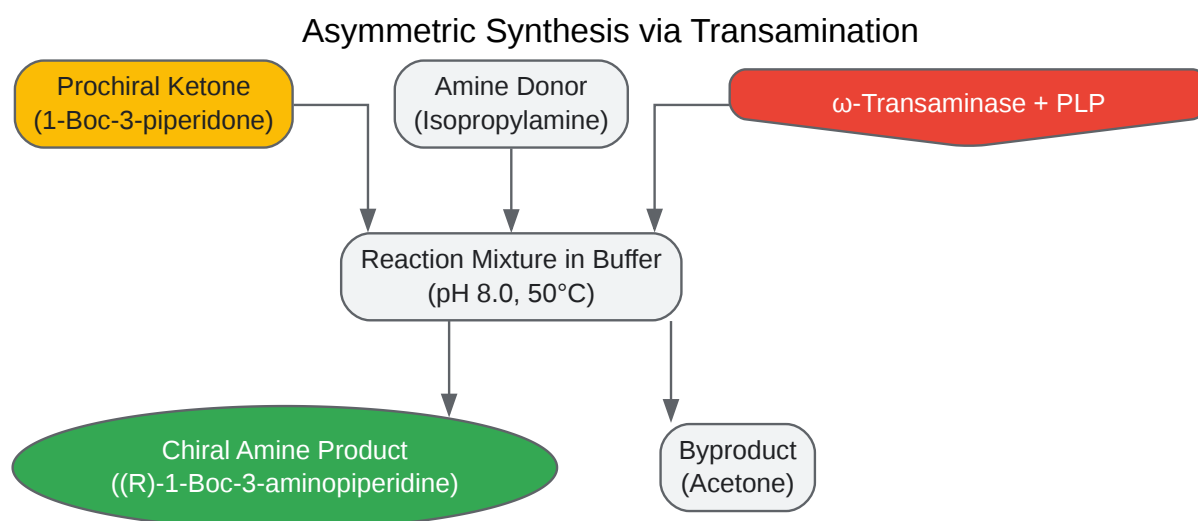 Asymmetric Synthesis via Transamination
Prochiral Ketone
(1-Boc-3-piperidone)
Amine Donor
(Isopropylamine)
ω-Transaminase + PLP
Reaction Mixture in Buffer
(pH 8.0, 50°C)
Chiral Amine Product
((R)-1-Boc-3-aminopiperidine)
Byproduct
(Acetone)